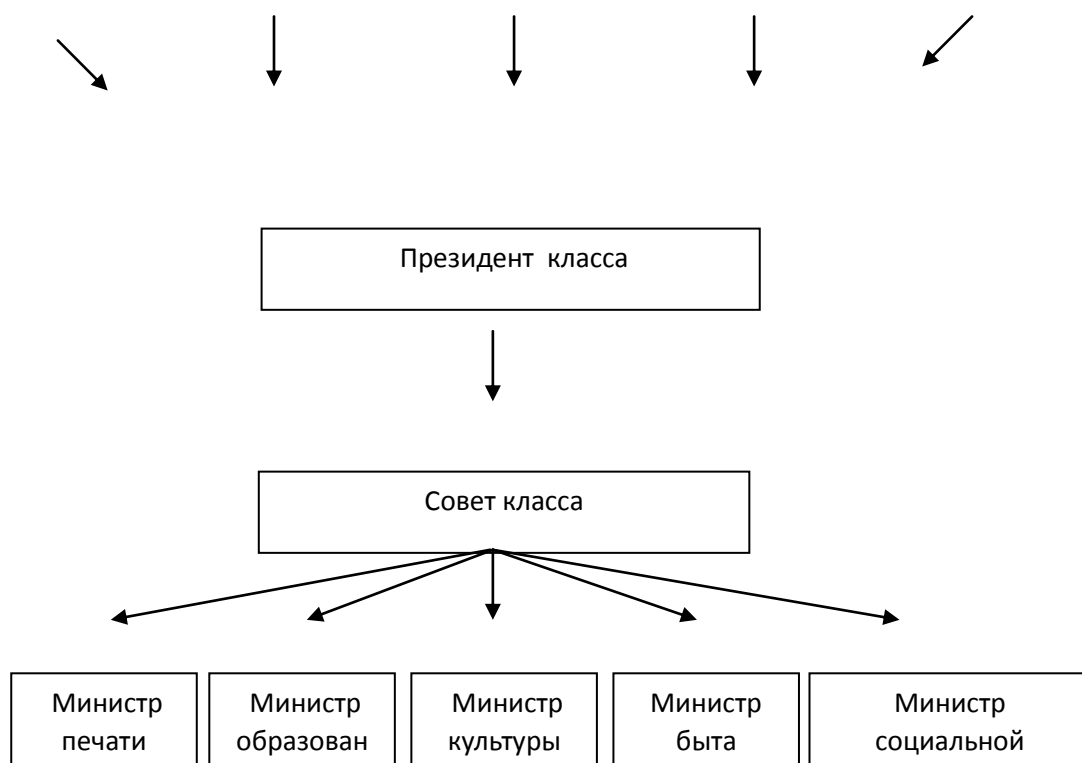 Президент класса
Совет класса
Министр
печати
Министр
образован
Министр
культуры
Министр
быта
Министр
социальной